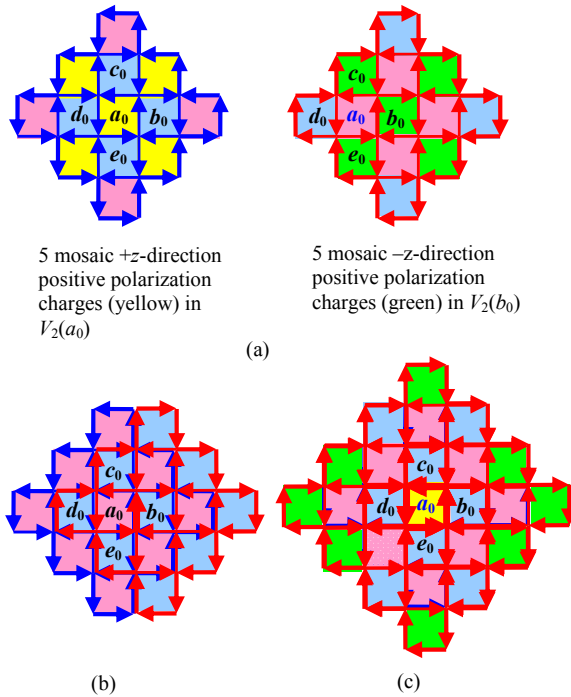 c₀
d₀ a₀ b₀
e₀
c₀
d₀ a₀ b₀
e₀
5 mosaic +z-direction
positive polarization
charges (yellow) in
V₂(a₀)
5 mosaic –z-direction
positive polarization
charges (green) in V₂(b₀)
(a)
c₀
d₀ a₀ b₀
e₀
c₀
d₀ a₀ b₀
e₀
(b)
(c)